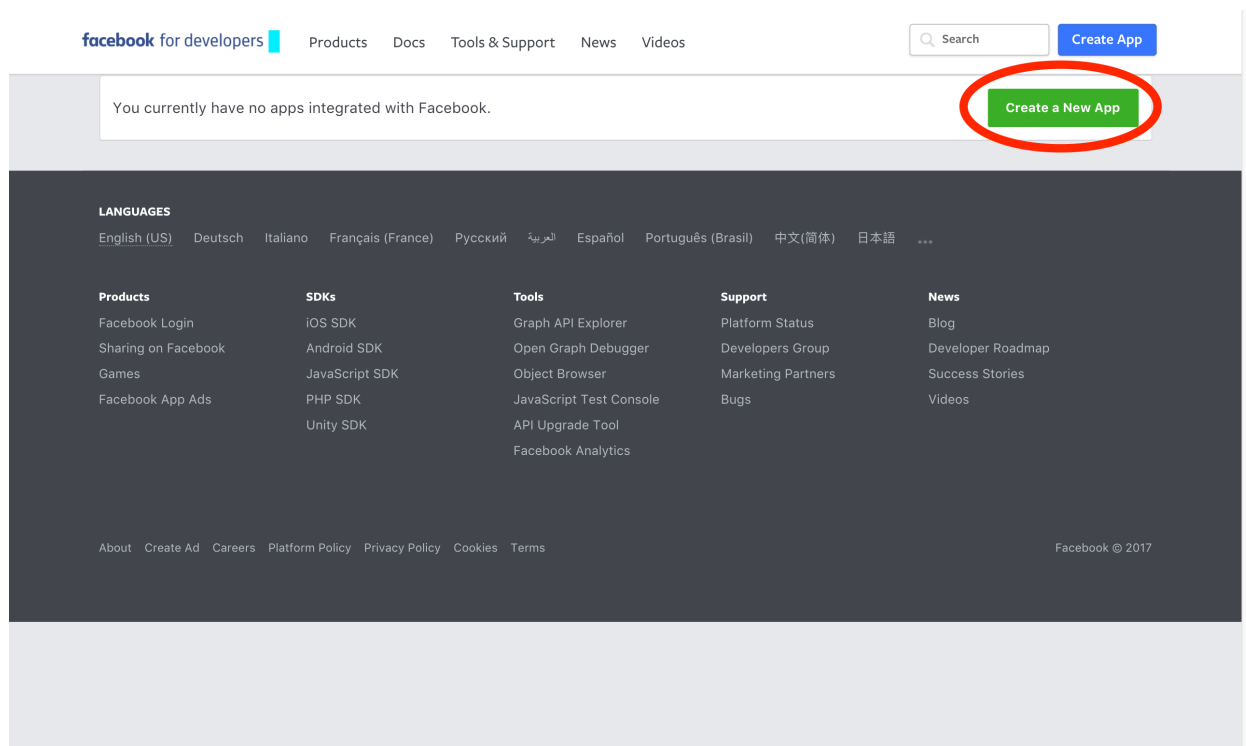 facebook for developers Products Docs Tools & Support News Videos Search Create App
You currently have no apps integrated with Facebook. Create a New App
LANGUAGES
English (US) Deutsch Italiano Français (France) Русский العربية Español Português (Brasil) 中文(简体) 日本語 ...
Products SDKs Tools Support News
Facebook Login iOS SDK Graph API Explorer Platform Status Blog
Sharing on Facebook Android SDK Open Graph Debugger Developers Group Developer Roadmap
Games JavaScript SDK Object Browser Marketing Partners Success Stories
Facebook App Ads PHP SDK JavaScript Test Console Bugs Videos
Unity SDK API Upgrade Tool
Facebook Analytics
About Create Ad Careers Platform Policy Privacy Policy Cookies Terms Facebook © 2017